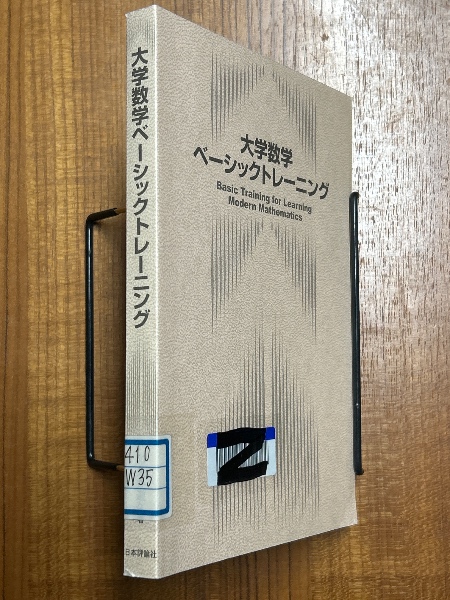 大学数学ベーシックトレーニング
410
W35
日本評論社
大学数学
ベーシックトレーニング
Basic Training for Learning
Modern Mathematics